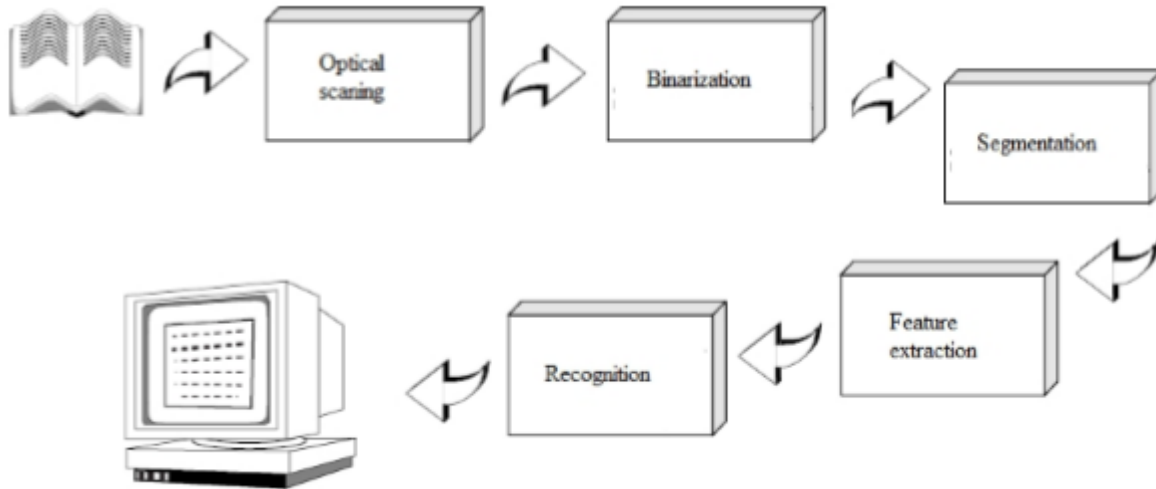 Optical
scaning
Binarization
Segmentation
Feature
extraction
Recognition